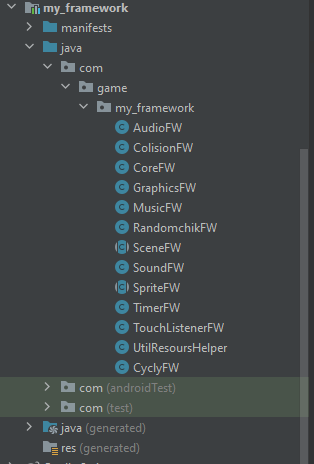 my_framework
manifests
java
com
game
my_framework
AudioFW
ColisionFW
CoreFW
GraphicsFW
MusicFW
RandomchikFW
SceneFW
SoundFW
SpriteFW
TimerFW
TouchListenerFW
UtilResoursHelper
CyclyFW
com (androidTest)
com (test)
java (generated)
res (generated)